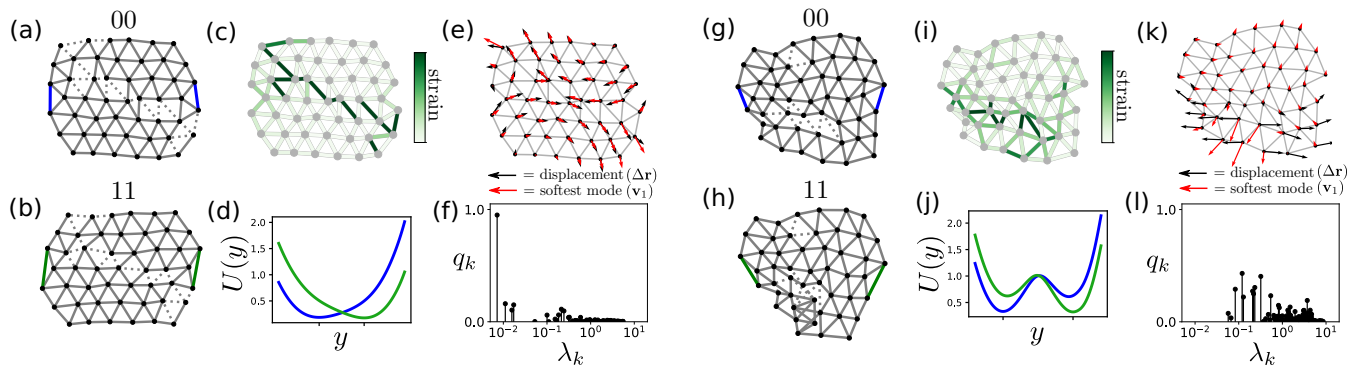 (a)
00
(c)
strain
(e)
= displacement (Δr)
= softest mode (v₁)
(b)
11
(d)
U(y)
2.0
1.5
1.0
0.5
y
(f)
1.0
q_k
0.0
10⁻² 10⁻¹ 10⁰ 10¹
λ_k
(g)
00
(i)
strain
(k)
= displacement (Δr)
= softest mode (v₁)
(h)
11
(j)
U(y)
2.0
1.5
1.0
0.5
y
(l)
1.0
q_k
0.0
10⁻² 10⁻¹ 10⁰ 10¹
λ_k